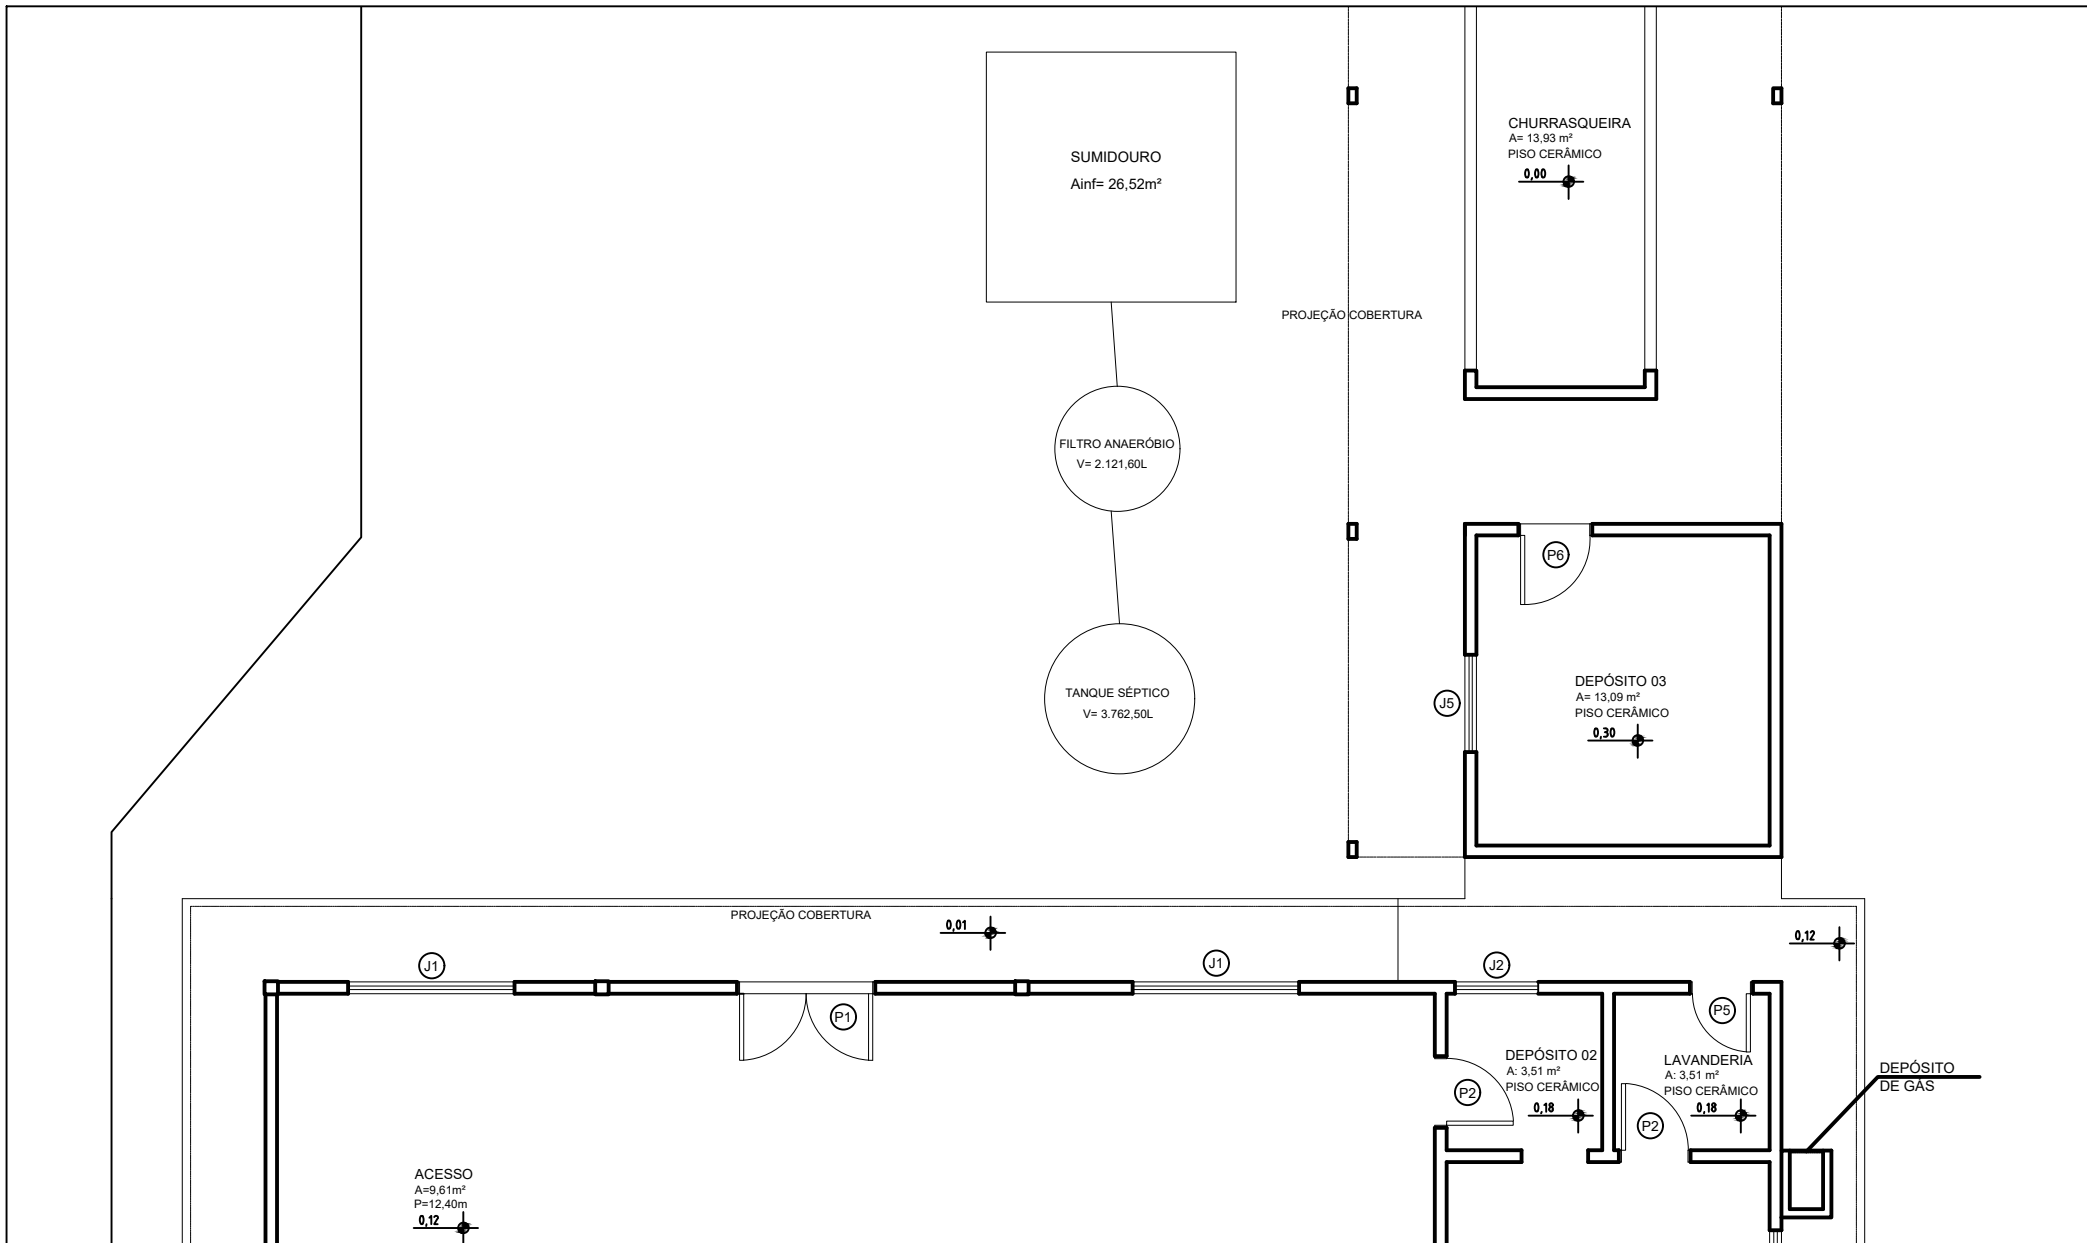 CHURRASQUEIRA
A= 13,93 m²
PISO CERÂMICO
0,00
SUMIDOURO
Ainf= 26,52m²
PROJEÇÃO COBERTURA
FILTRO ANAERÓBIO
V= 2.121,60L
P6
TANQUE SÉPTICO
V= 3.762,50L
J5
DEPÓSITO 03
A= 13,09 m²
PISO CERÂMICO
0,30
PROJEÇÃO COBERTURA
0,01
0,12
J1
J1
J2
P1
P5
DEPÓSITO 02
A: 3,51 m²
PISO CERÂMICO
0,18
P2
LAVANDERIA
A: 3,51 m²
PISO CERÂMICO
0,18
P2
DEPÓSITO
DE GÁS
ACESSO
A=9,61m²
P=12,40m
0,12